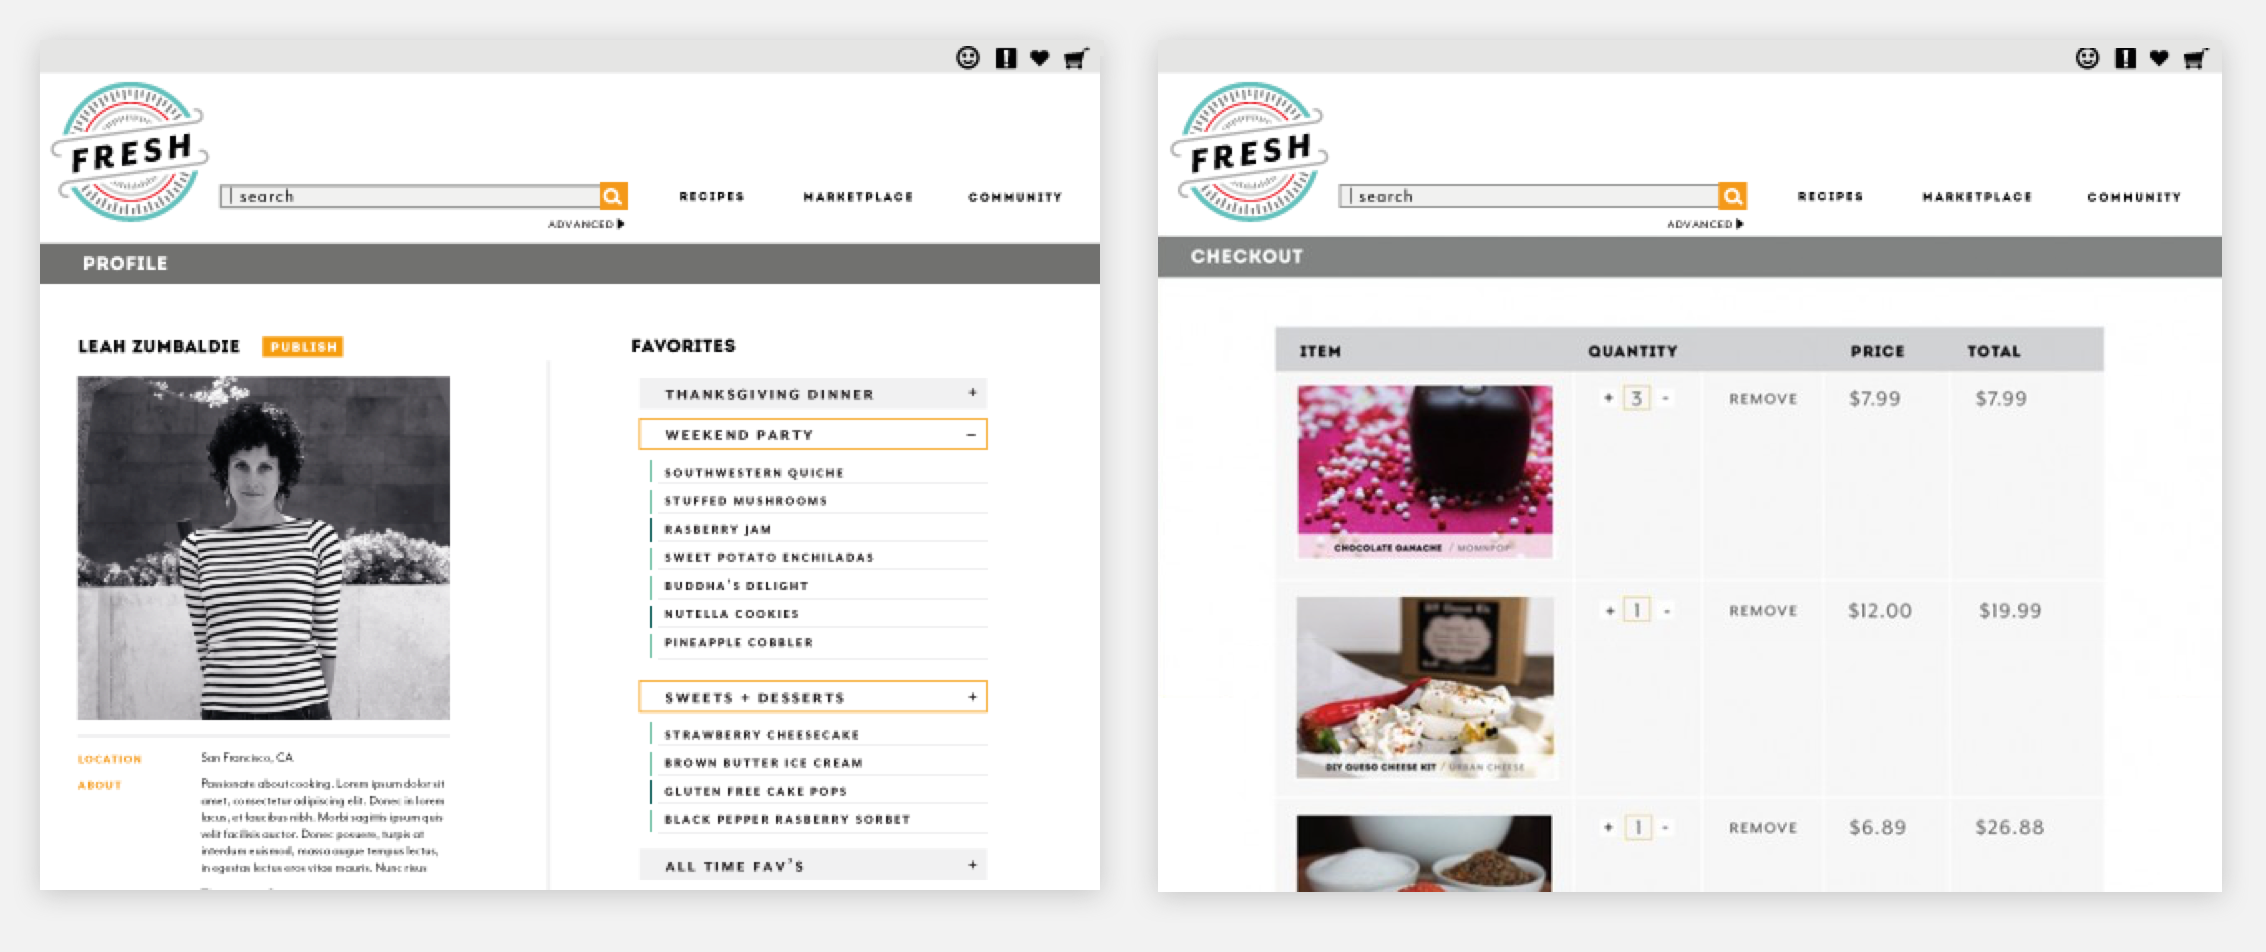 FRESH
search
ADVANCED
RECIPES
MARKETPLACE
COMMUNITY
PROFILE
LEAH ZUMBALDIE
PUBLISH
LOCATION
San Francisco, CA
ABOUT
Passionate about cooking. Lorem ipsum dolor sit
amet, consectetur adipiscing elit. Donec in lorem
lacus, et faucibus nibh. Morbi sagittis ipsum quis
velit facilisis auctor. Donec posuere, turpis at
interdum euismod, massa augue tempus lectus,
in egestas lectus eros vitae mauris. Nunc risus
FAVORITES
THANKSGIVING DINNER +
WEEKEND PARTY –
SOUTHWESTERN QUICHE
STUFFED MUSHROOMS
RASBERRY JAM
SWEET POTATO ENCHILADAS
BUDDHA'S DELIGHT
NUTELLA COOKIES
PINEAPPLE COBBLER
SWEETS + DESSERTS +
STRAWBERRY CHEESECAKE
BROWN BUTTER ICE CREAM
GLUTEN FREE CAKE POPS
BLACK PEPPER RASBERRY SORBET
ALL TIME FAV'S +
FRESH
search
ADVANCED
RECIPES
MARKETPLACE
COMMUNITY
CHECKOUT
ITEM QUANTITY PRICE TOTAL
+ 3 - REMOVE $7.99 $7.99
CHOCOLATE GANACHE / MOMNPOP
+ 1 - REMOVE $12.00 $19.99
DIY QUESO CHEESE KIT / URBAN CHEESE
+ 1 - REMOVE $6.89 $26.88